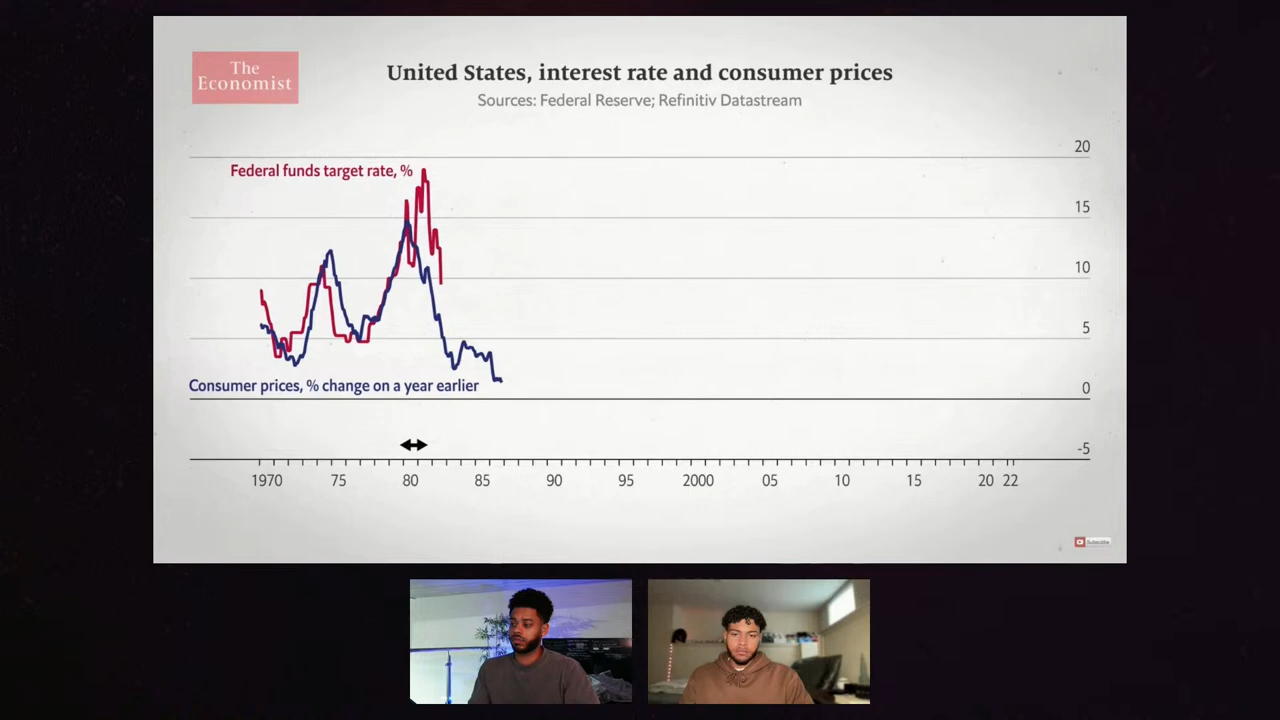 The
Economist
United States, interest rate and consumer prices
Sources: Federal Reserve; Refinitiv Datastream
20
Federal funds target rate, %
15
10
5
Consumer prices, % change on a year earlier
0
-5
1970 75 80 85 90 95 2000 05 10 15 20 22
Subscribe